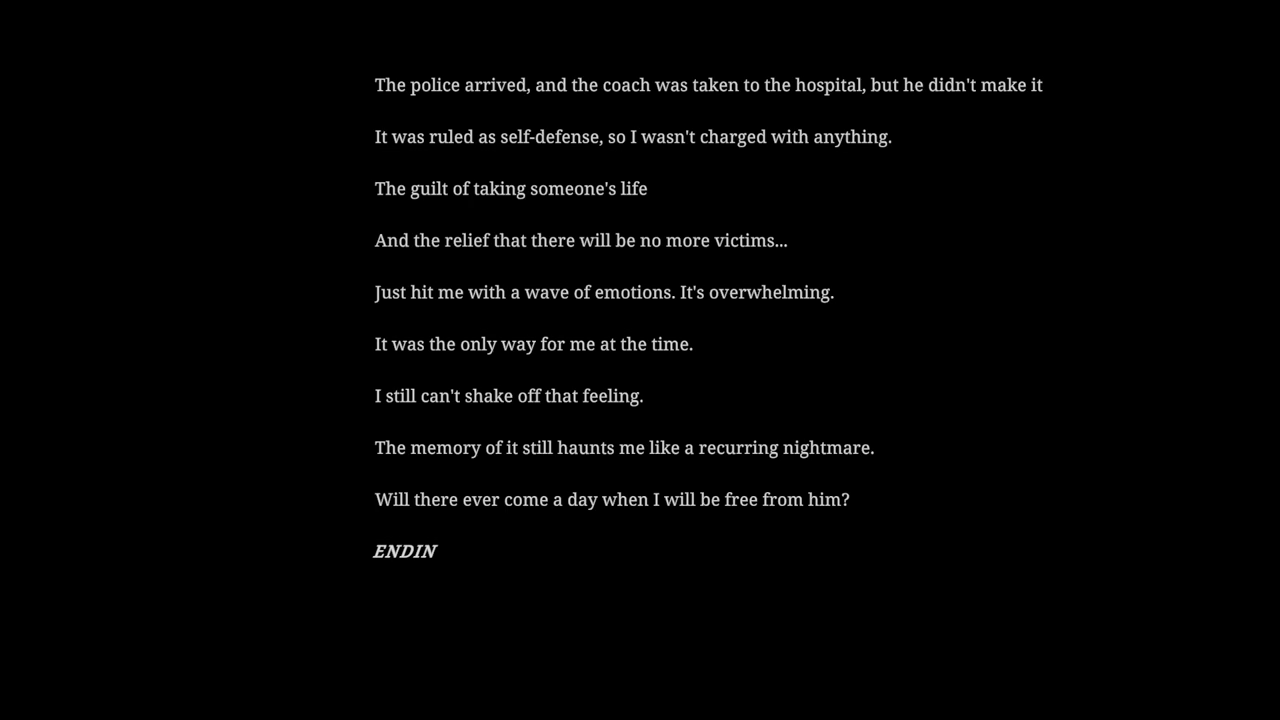 The police arrived, and the coach was taken to the hospital, but he didn't make it
It was ruled as self-defense, so I wasn't charged with anything.
The guilt of taking someone's life
And the relief that there will be no more victims...
Just hit me with a wave of emotions. It's overwhelming.
It was the only way for me at the time.
I still can't shake off that feeling.
The memory of it still haunts me like a recurring nightmare.
Will there ever come a day when I will be free from him?
ENDIN